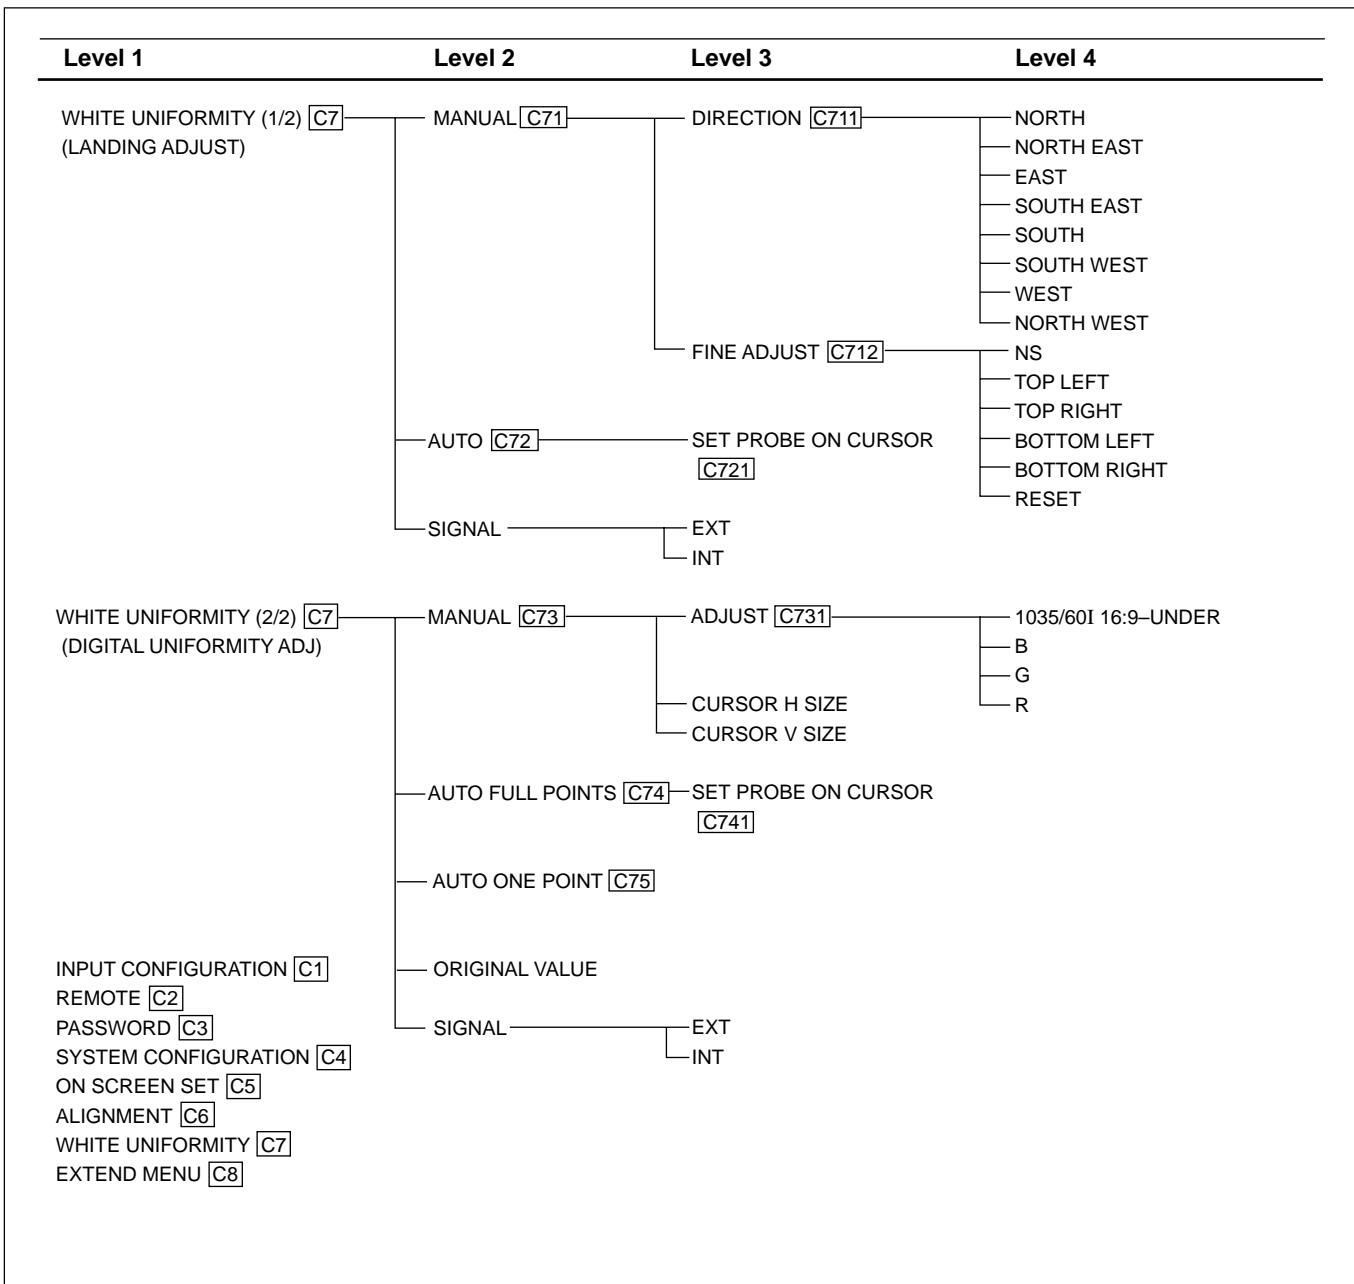 Level 1 Level 2 Level 3 Level 4
WHITE UNIFORMITY (1/2) C7 MANUAL C71 DIRECTION C711 NORTH
(LANDING ADJUST) NORTH EAST
EAST
SOUTH EAST
SOUTH
SOUTH WEST
WEST
NORTH WEST
FINE ADJUST C712 NS
TOP LEFT
TOP RIGHT
AUTO C72 SET PROBE ON CURSOR BOTTOM LEFT
C721 BOTTOM RIGHT
RESET
SIGNAL EXT
INT
WHITE UNIFORMITY (2/2) C7 MANUAL C73 ADJUST C731 1035/60I 16:9–UNDER
(DIGITAL UNIFORMITY ADJ) B
G
CURSOR H SIZE R
CURSOR V SIZE
AUTO FULL POINTS C74 SET PROBE ON CURSOR
C741
AUTO ONE POINT C75
INPUT CONFIGURATION C1 ORIGINAL VALUE
REMOTE C2
PASSWORD C3 SIGNAL EXT
SYSTEM CONFIGURATION C4 INT
ON SCREEN SET C5
ALIGNMENT C6
WHITE UNIFORMITY C7
EXTEND MENU C8